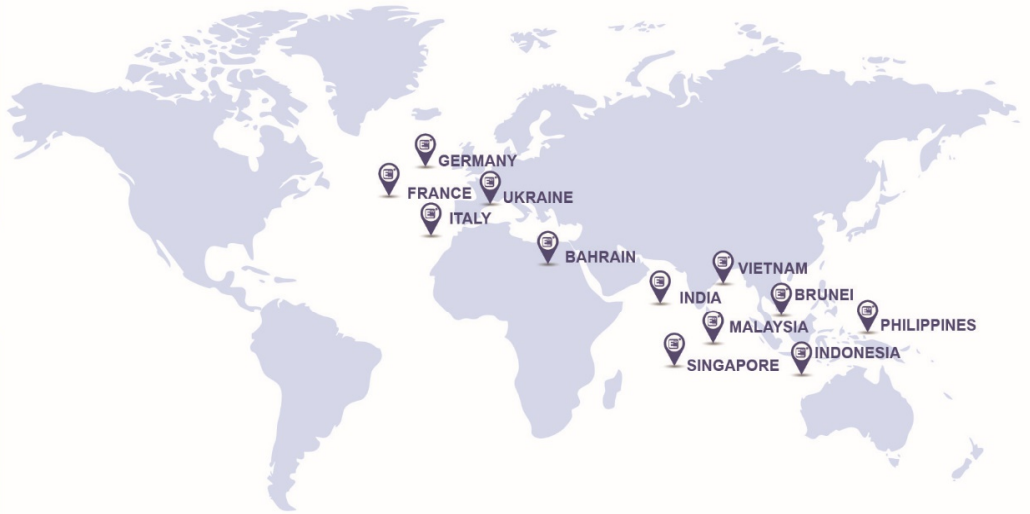 GERMANY
FRANCE
UKRAINE
ITALY
BAHRAIN
VIETNAM
INDIA
BRUNEI
MALAYSIA
PHILIPPINES
SINGAPORE
INDONESIA